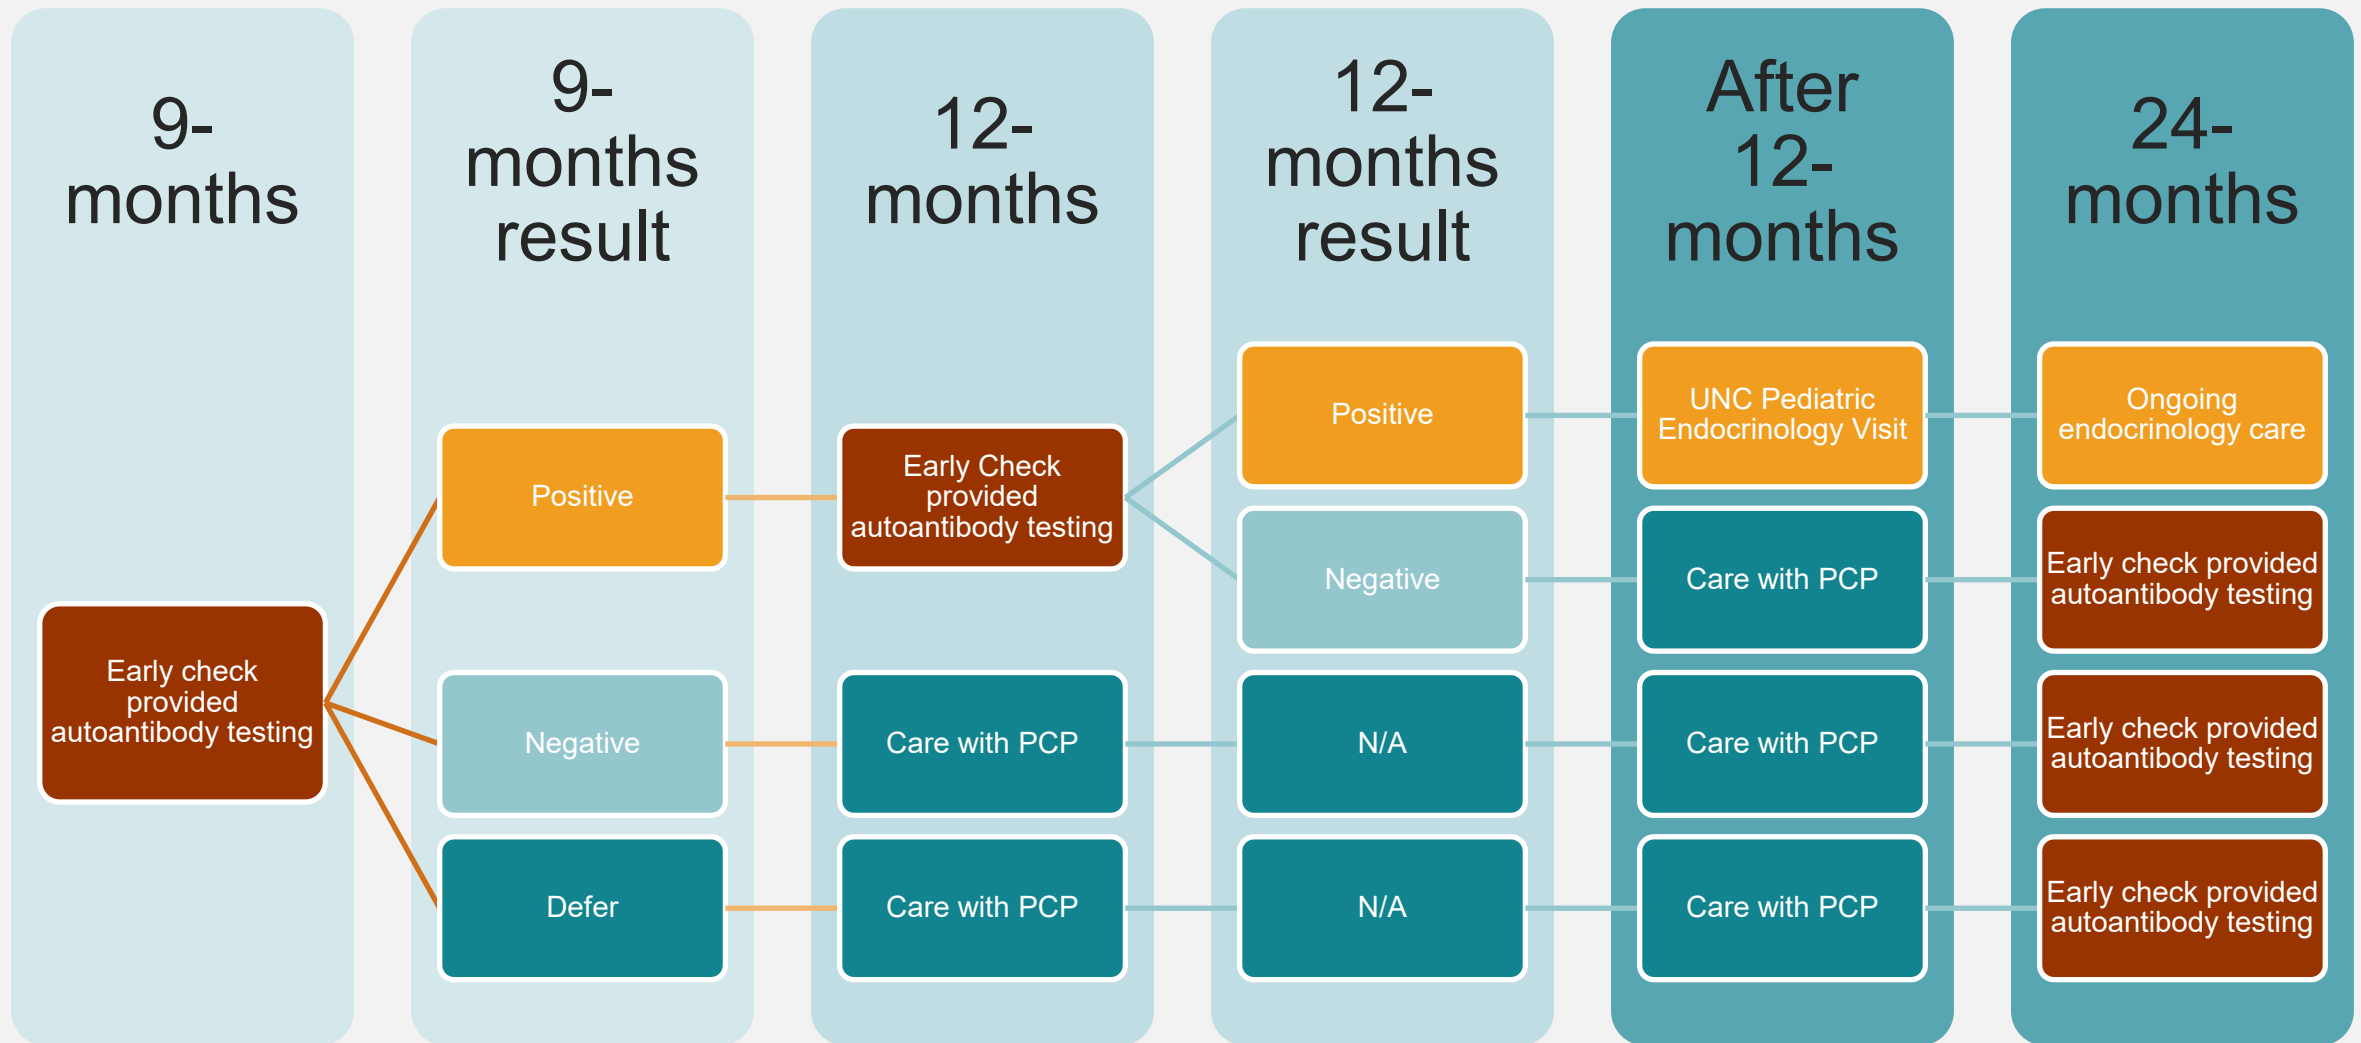 9-
months
9-
months
result
12-
months
12-
months
result
After
12-
months
24-
months
Early check
provided
autoantibody testing
Positive
Negative
Defer
Early Check
provided
autoantibody testing
Care with PCP
Care with PCP
Positive
Negative
N/A
N/A
UNC Pediatric
Endocrinology Visit
Care with PCP
Care with PCP
Care with PCP
Ongoing
endocrinology care
Early check provided
autoantibody testing
Early check provided
autoantibody testing
Early check provided
autoantibody testing